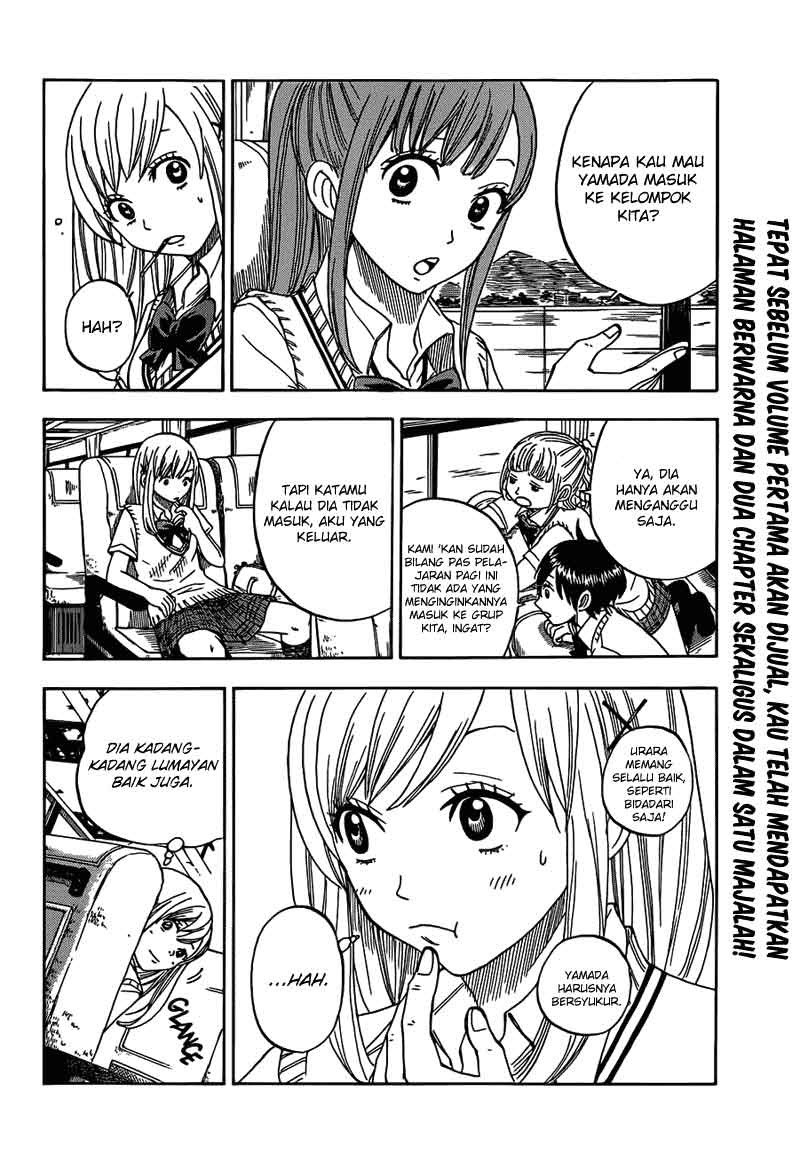 KENAPA KAU MAU
YAMADA MASUK
KE KELOMPOK
KITA?
HAH?
YA, DIA
HANYA AKAN
MENGANGGU
SAJA.
KAMI 'KAN SUDAH
BILANG PAS PELA-
JARAN PAGI INI
TIDAK ADA YANG
MENGINGINKANNYA
MASUK KE GRUP
KITA, INGAT?
TAPI KATAMU
KALAU DIA TIDAK
MASUK, AKU YANG
KELUAR.
URARA
MEMANG
SELALU BAIK,
SEPERTI
BIDADARI
SAJA!
YAMADA
HARUSNYA
BERSYUKUR.
...HAH.
DIA KADANG-
KADANG LUMAYAN
BAIK JUGA.
GLANCE
TEPAT SEBELUM VOLUME PERTAMA AKAN DIJUAL, KAU TELAH MENDAPATKAN
HALAMAN BERWARNA DAN DUA CHAPTER SEKALIGUS DALAM SATU MAJALAH!